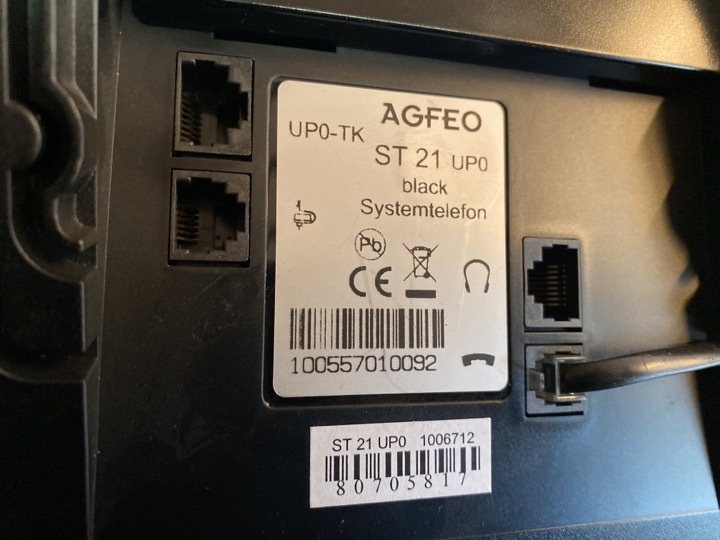 AGFEO
UP0-TK
ST 21 UP0
black
Systemtelefon
Pb
CE
100557010092
ST 21 UP0 1006712
80705817